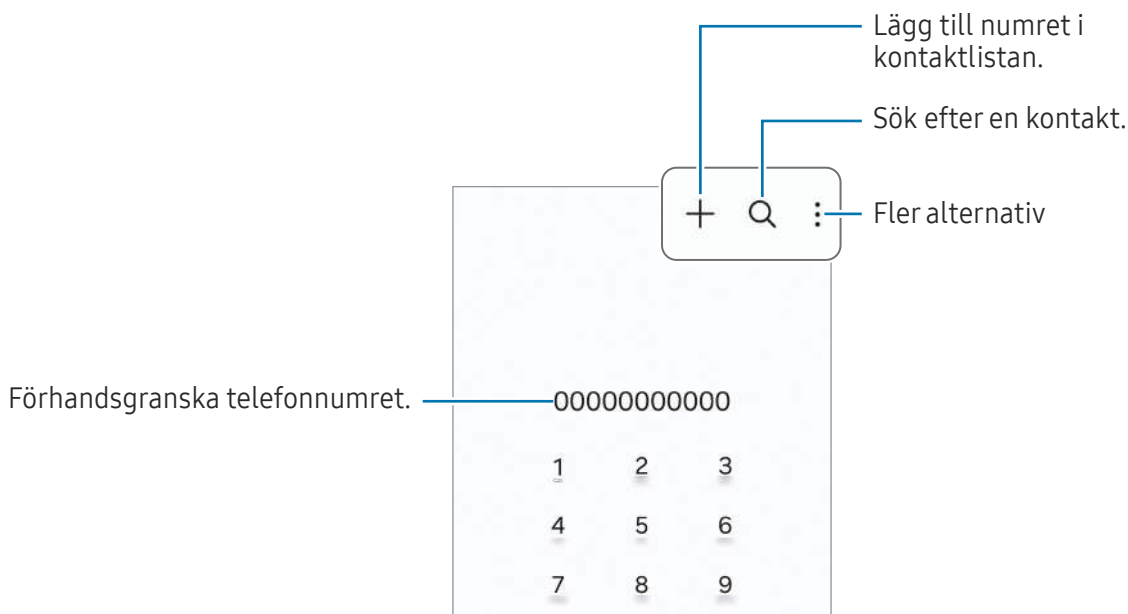 Lägg till numret i
kontaktlistan.
Sök efter en kontakt.
Fler alternativ
Förhandsgranska telefonnumret.
00000000000
1 2 3
4 5 6
7 8 9